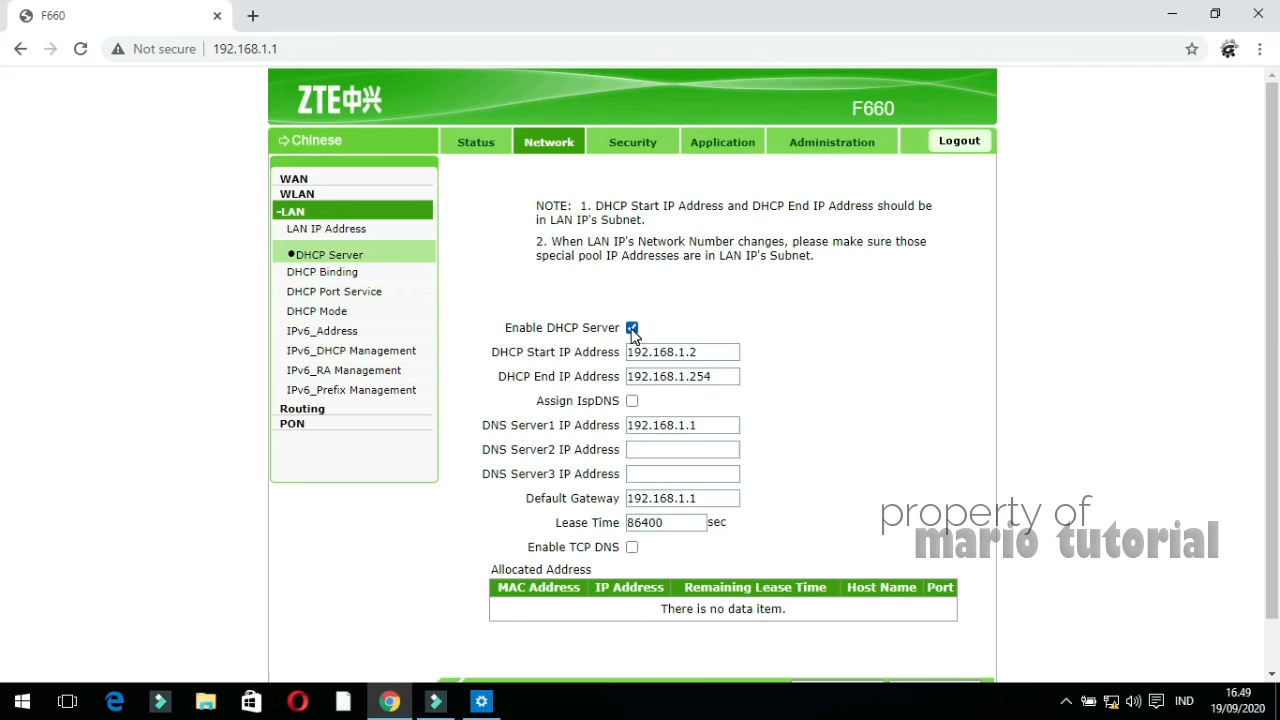 F660
Not secure
192.168.1.1
ZTE中兴
F660
Chinese
Status
Network
Security
Application
Administration
Logout
WAN
WLAN
-LAN
LAN IP Address
DHCP Server
DHCP Binding
DHCP Port Service
DHCP Mode
IPv6_Address
IPv6_DHCP Management
IPv6_RA Management
IPv6_Prefix Management
Routing
PON
NOTE: 1. DHCP Start IP Address and DHCP End IP Address should be
in LAN IP's Subnet.
2. When LAN IP's Network Number changes, please make sure those
special pool IP Addresses are in LAN IP's Subnet.
Enable DHCP Server
DHCP Start IP Address 192.168.1.2
DHCP End IP Address 192.168.1.254
Assign IspDNS
DNS Server1 IP Address 192.168.1.1
DNS Server2 IP Address
DNS Server3 IP Address
Default Gateway 192.168.1.1
Lease Time 86400 sec
Enable TCP DNS
Allocated Address
MAC Address IP Address Remaining Lease Time Host Name Port
There is no data item.
property of
mario tutorial
IND
16.49
19/09/2020